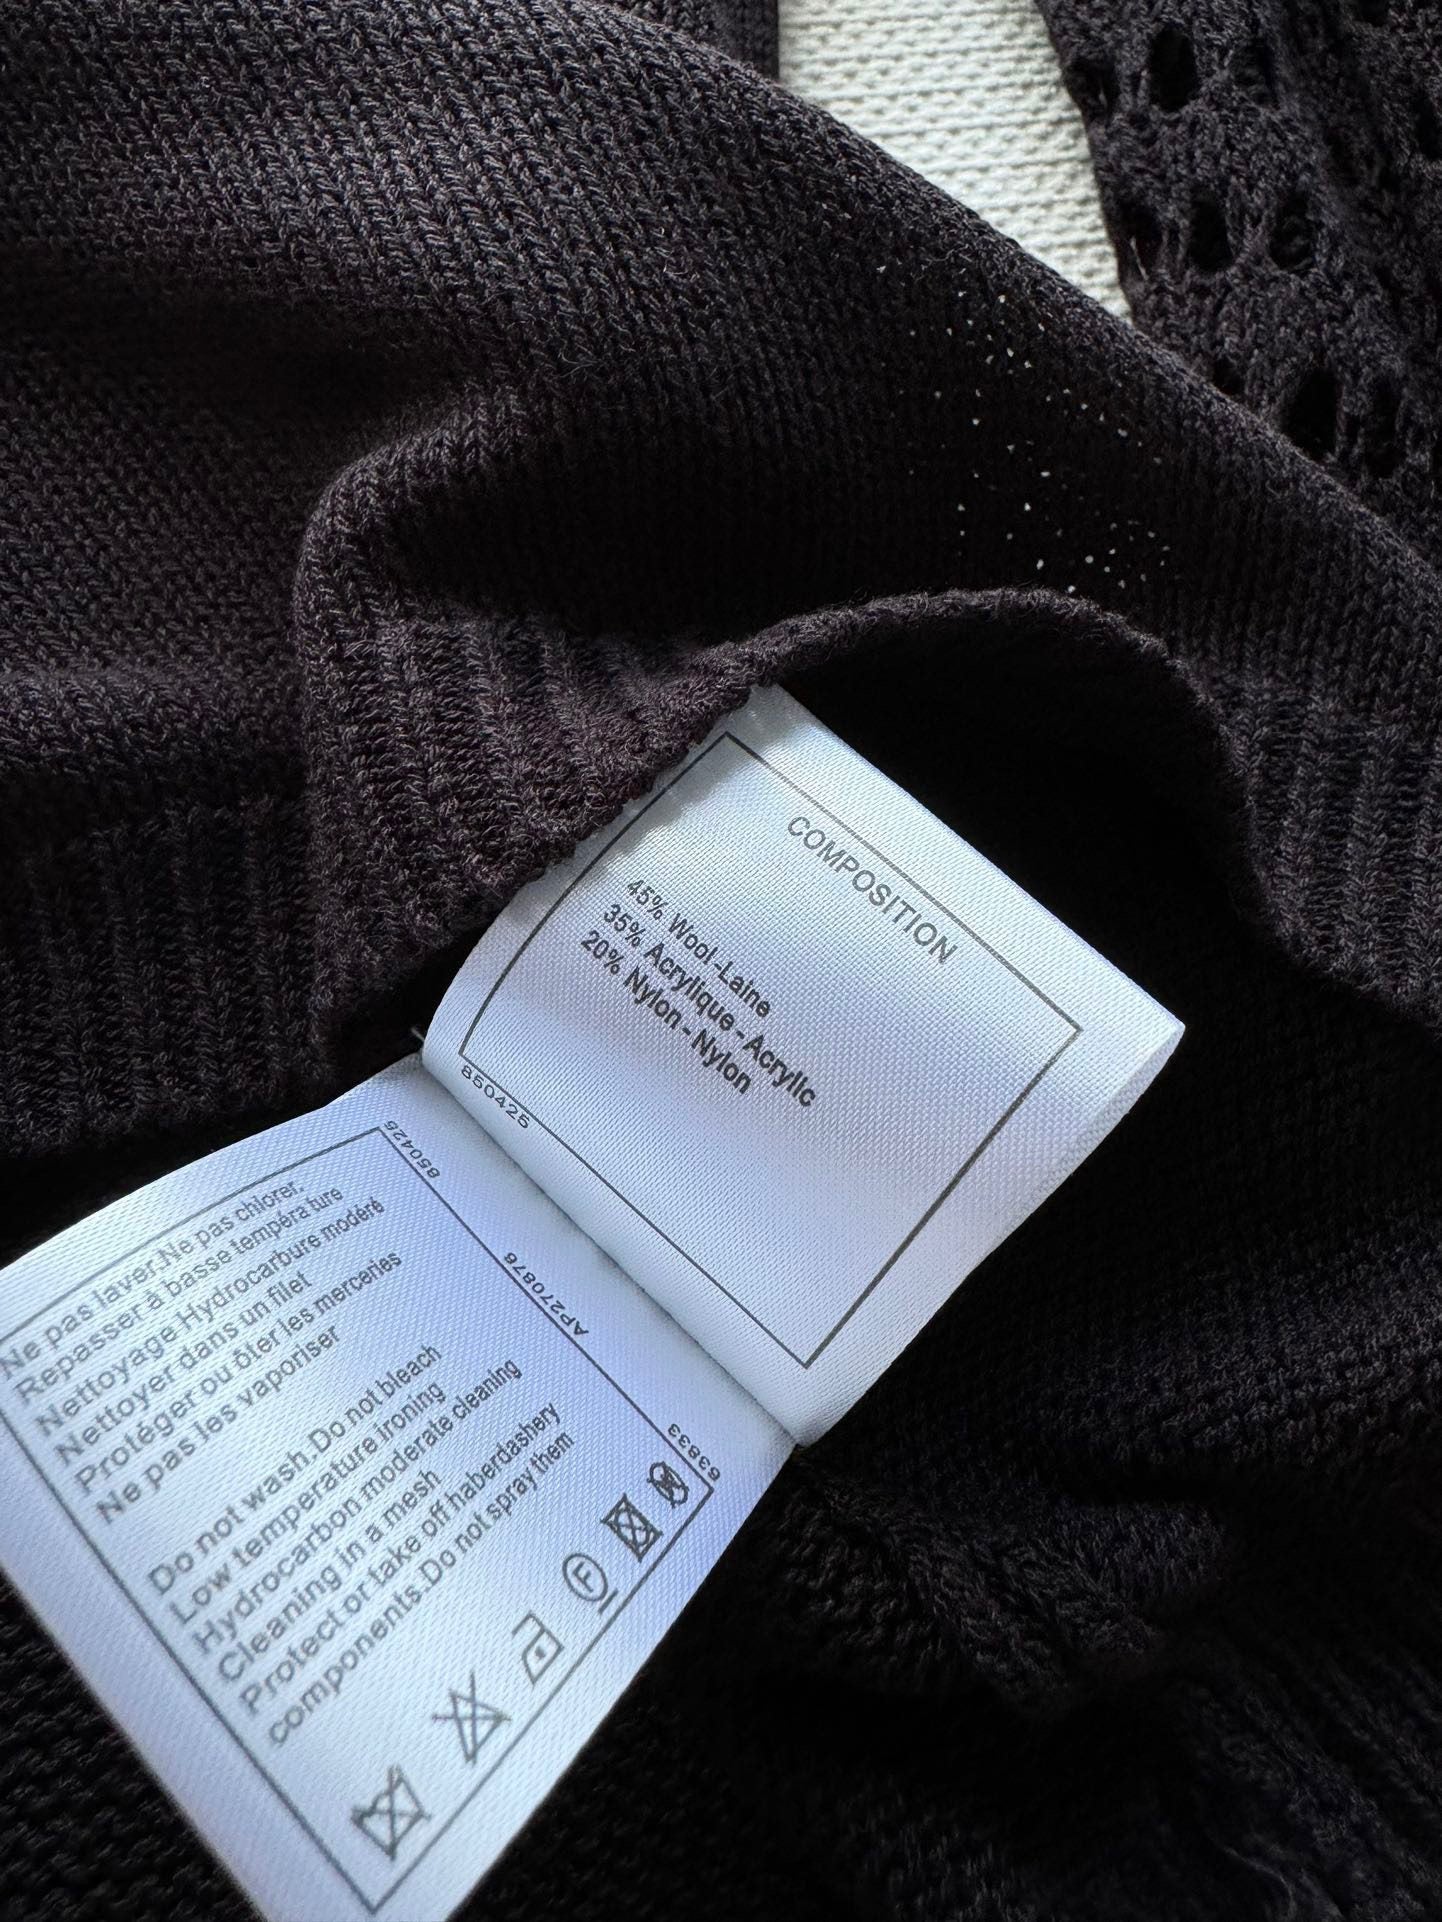 COMPOSITION
45% Wool-Laine
35% Acrylique-Acrylic
20% Nylon-Nylon
850425
850425
AP270876
63833
Ne pas laver.Ne pas chlorer.
Repasser à basse tempéra ture
Nettoyage Hydrocarbure modéré
Nettoyer dans un filet
Protéger ou ôter les merceries
Ne pas les vaporiser
Do not wash.Do not bleach
Low temperature ironing
Hydrocarbon moderate cleaning
Cleaning in a mesh
Protect or take off haberdashery
components.Do not spray them
F